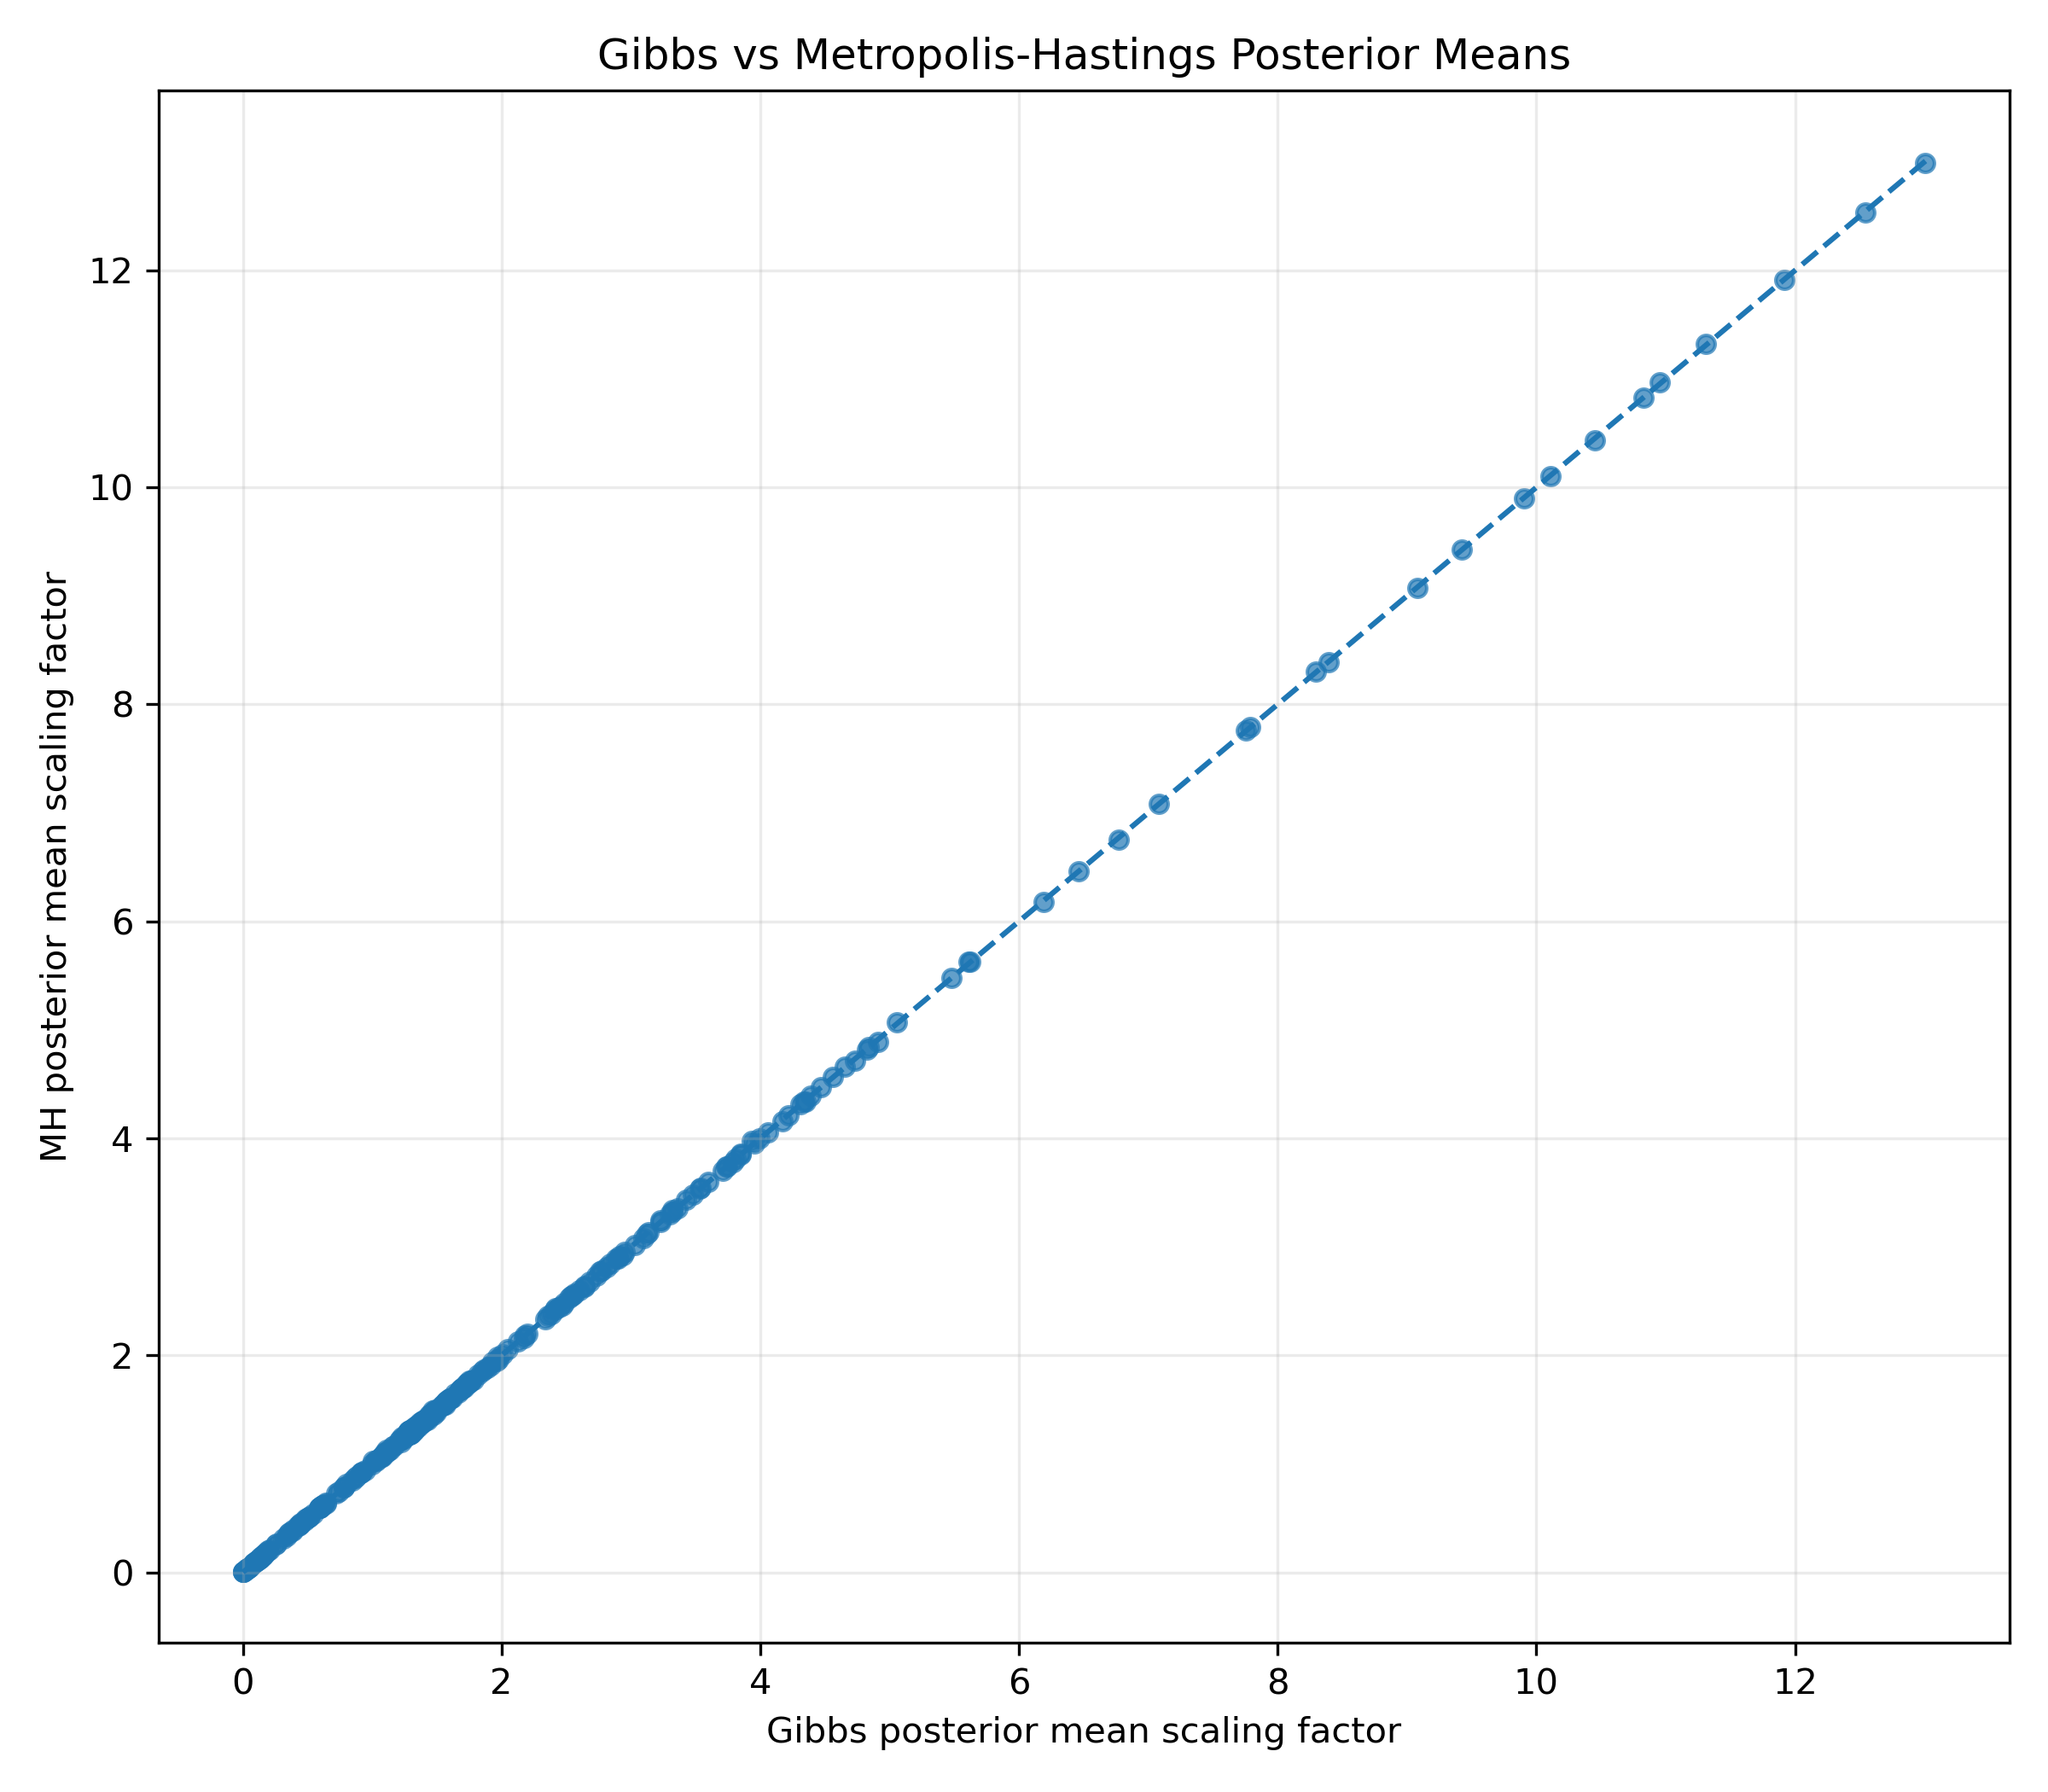 Gibbs vs Metropolis-Hastings Posterior Means
MH posterior mean scaling factor
12
10
8
6
4
2
0
0 2 4 6 8 10 12
Gibbs posterior mean scaling factor